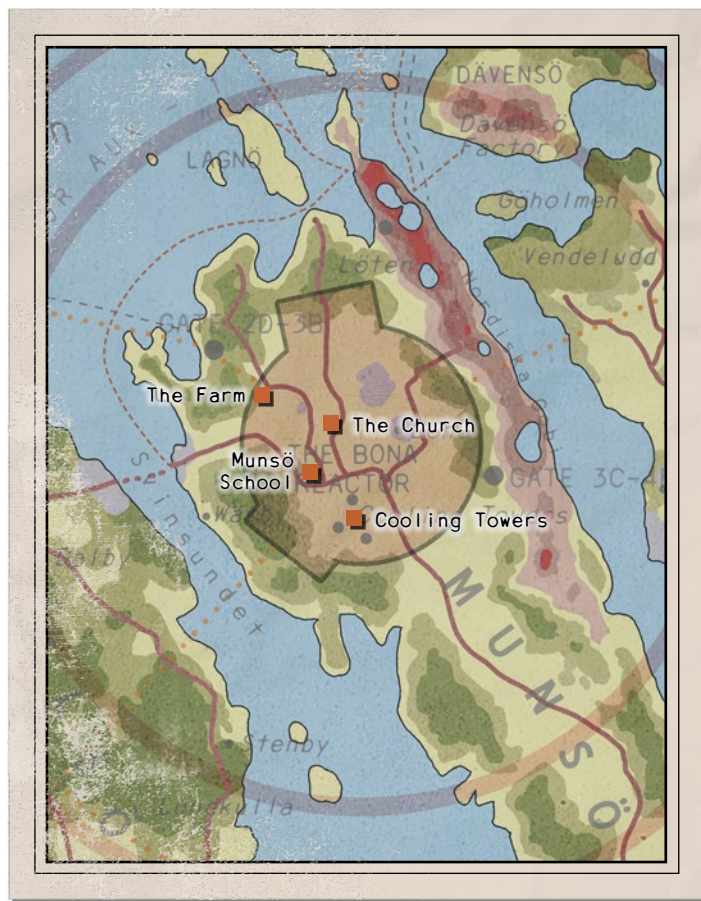 DÄVENSÖ
Dävensö
Factory
LAGNÖ
Göholmen
Löten
Vendeludd
GATE 2D-3B
The Farm
The Church
Munsö
School
THE BONA
REACTOR
GATE 3C-4
Cooling Towers
Dalby
Svinsundet
MUNSÖ
Stenby